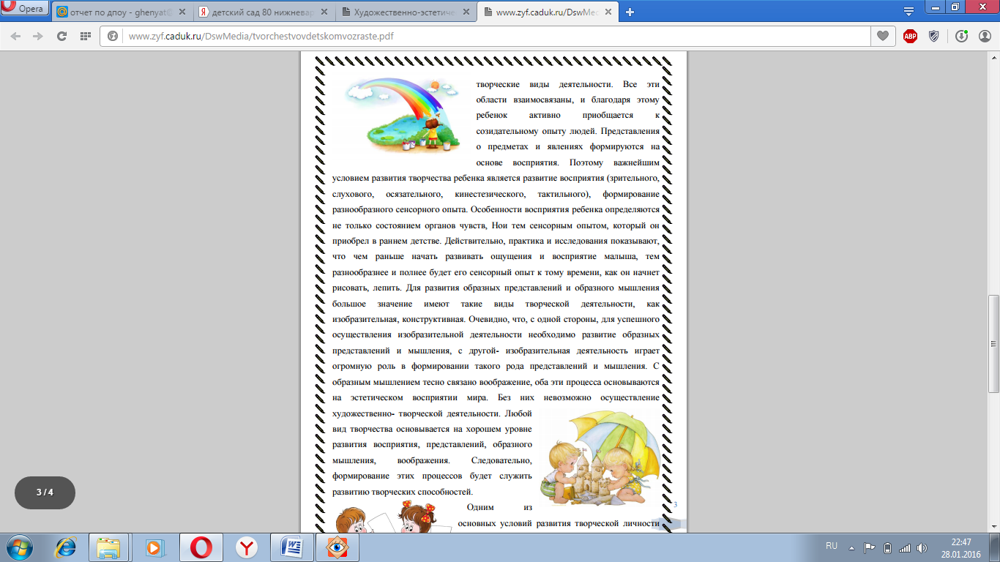 Opera
отчет по дпоу - ghenyat@
детский сад 80 нижневар
Художественно-эстетиче
www.zyf.caduk.ru/DswMed
www.zyf.caduk.ru/DswMedia/tvorchestvovdetskomvozraste.pdf
ABP
творческие виды деятельности. Все эти
области взаимосвязаны, и благодаря этому
ребенок активно приобщается к
созидательному опыту людей. Представления
о предметах и явлениях формируются на
основе восприятия. Поэтому важнейшим
условием развития творчества ребенка является развитие восприятия (зрительного,
слухового, осязательного, кинестезического, тактильного), формирование
разнообразного сенсорного опыта. Особенности восприятия ребенка определяются
не только состоянием органов чувств, Нои тем сенсорным опытом, который он
приобрел в раннем детстве. Действительно, практика и исследования показывают,
что чем раньше начать развивать ощущения и восприятие малыша, тем
разнообразнее и полнее будет его сенсорный опыт к тому времени, как он начнет
рисовать, лепить. Для развития образных представлений и образного мышления
большое значение имеют такие виды творческой деятельности, как
изобразительная, конструктивная. Очевидно, что, с одной стороны, для успешного
осуществления изобразительной деятельности необходимо развитие образных
представлений и мышления, с другой- изобразительная деятельность играет
огромную роль в формировании такого рода представлений и мышления. С
образным мышлением тесно связано воображение, оба эти процесса основываются
на эстетическом восприятии мира. Без них невозможно осуществление
художественно- творческой деятельности. Любой
вид творчества основывается на хорошем уровне
развития восприятия, представлений, образного
мышления, воображения. Следовательно,
формирование этих процессов будет служить
развитию творческих способностей.
3 / 4
3
Одним из
основных условий развития творческой личности
RU
22:47
28.01.2016